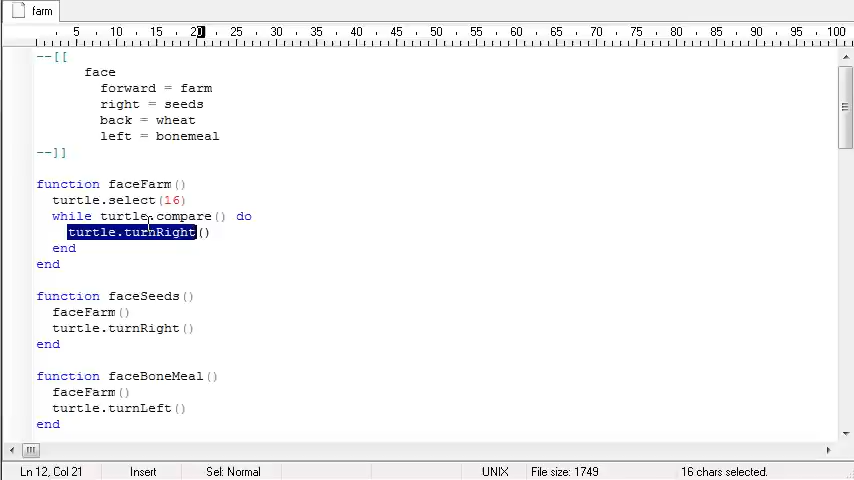 farm
5 10 15 20 25 30 35 40 45 50 55 60 65 70 75 80 85 90 95 100
--[[
face
forward = farm
right = seeds
back = wheat
left = bonemeal
--]]
function faceFarm()
turtle.select(16)
while turtle.compare() do
turtle.turnRight()
end
end
function faceSeeds()
faceFarm()
turtle.turnRight()
end
function faceBoneMeal()
faceFarm()
turtle.turnLeft()
end
Ln 12, Col 21 Insert Sel: Normal UNIX File size: 1749 16 chars selected.